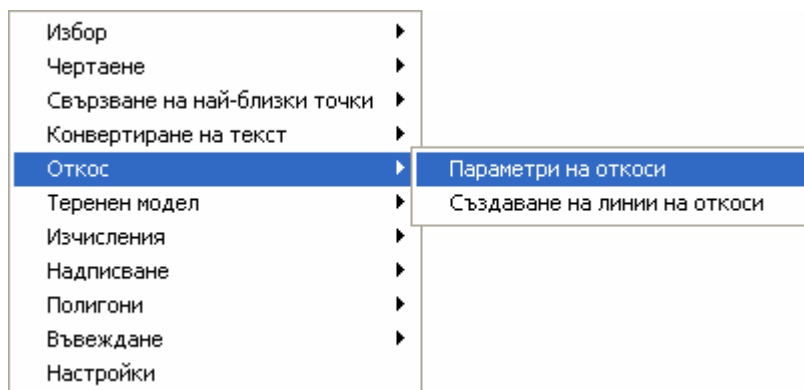 Избор
Чертаене
Свързване на най-близки точки
Конвертиране на текст
Откос
Параметри на откоси
Теренен модел
Създаване на линии на откоси
Изчисления
Надписване
Полигони
Въвеждане
Настройки